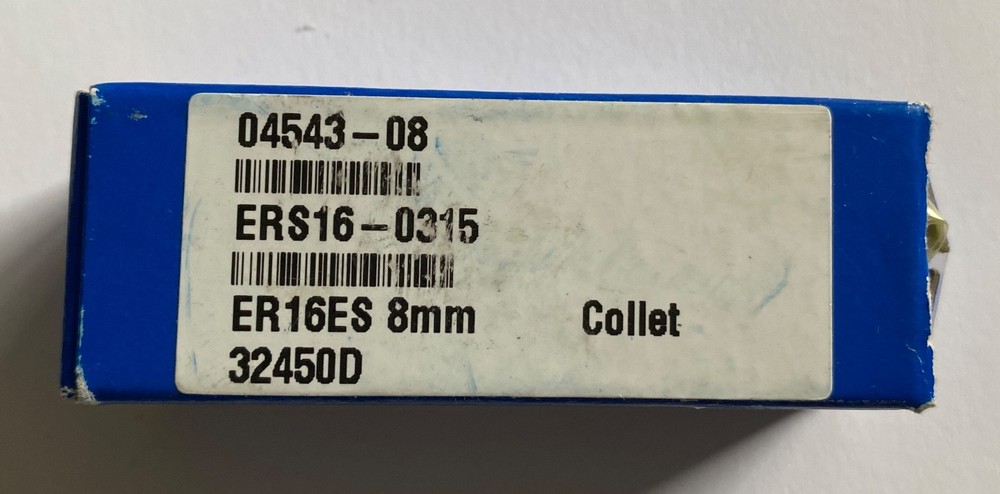 04543-08
ERS16-0315
ER16ES 8mm Collet
32450D